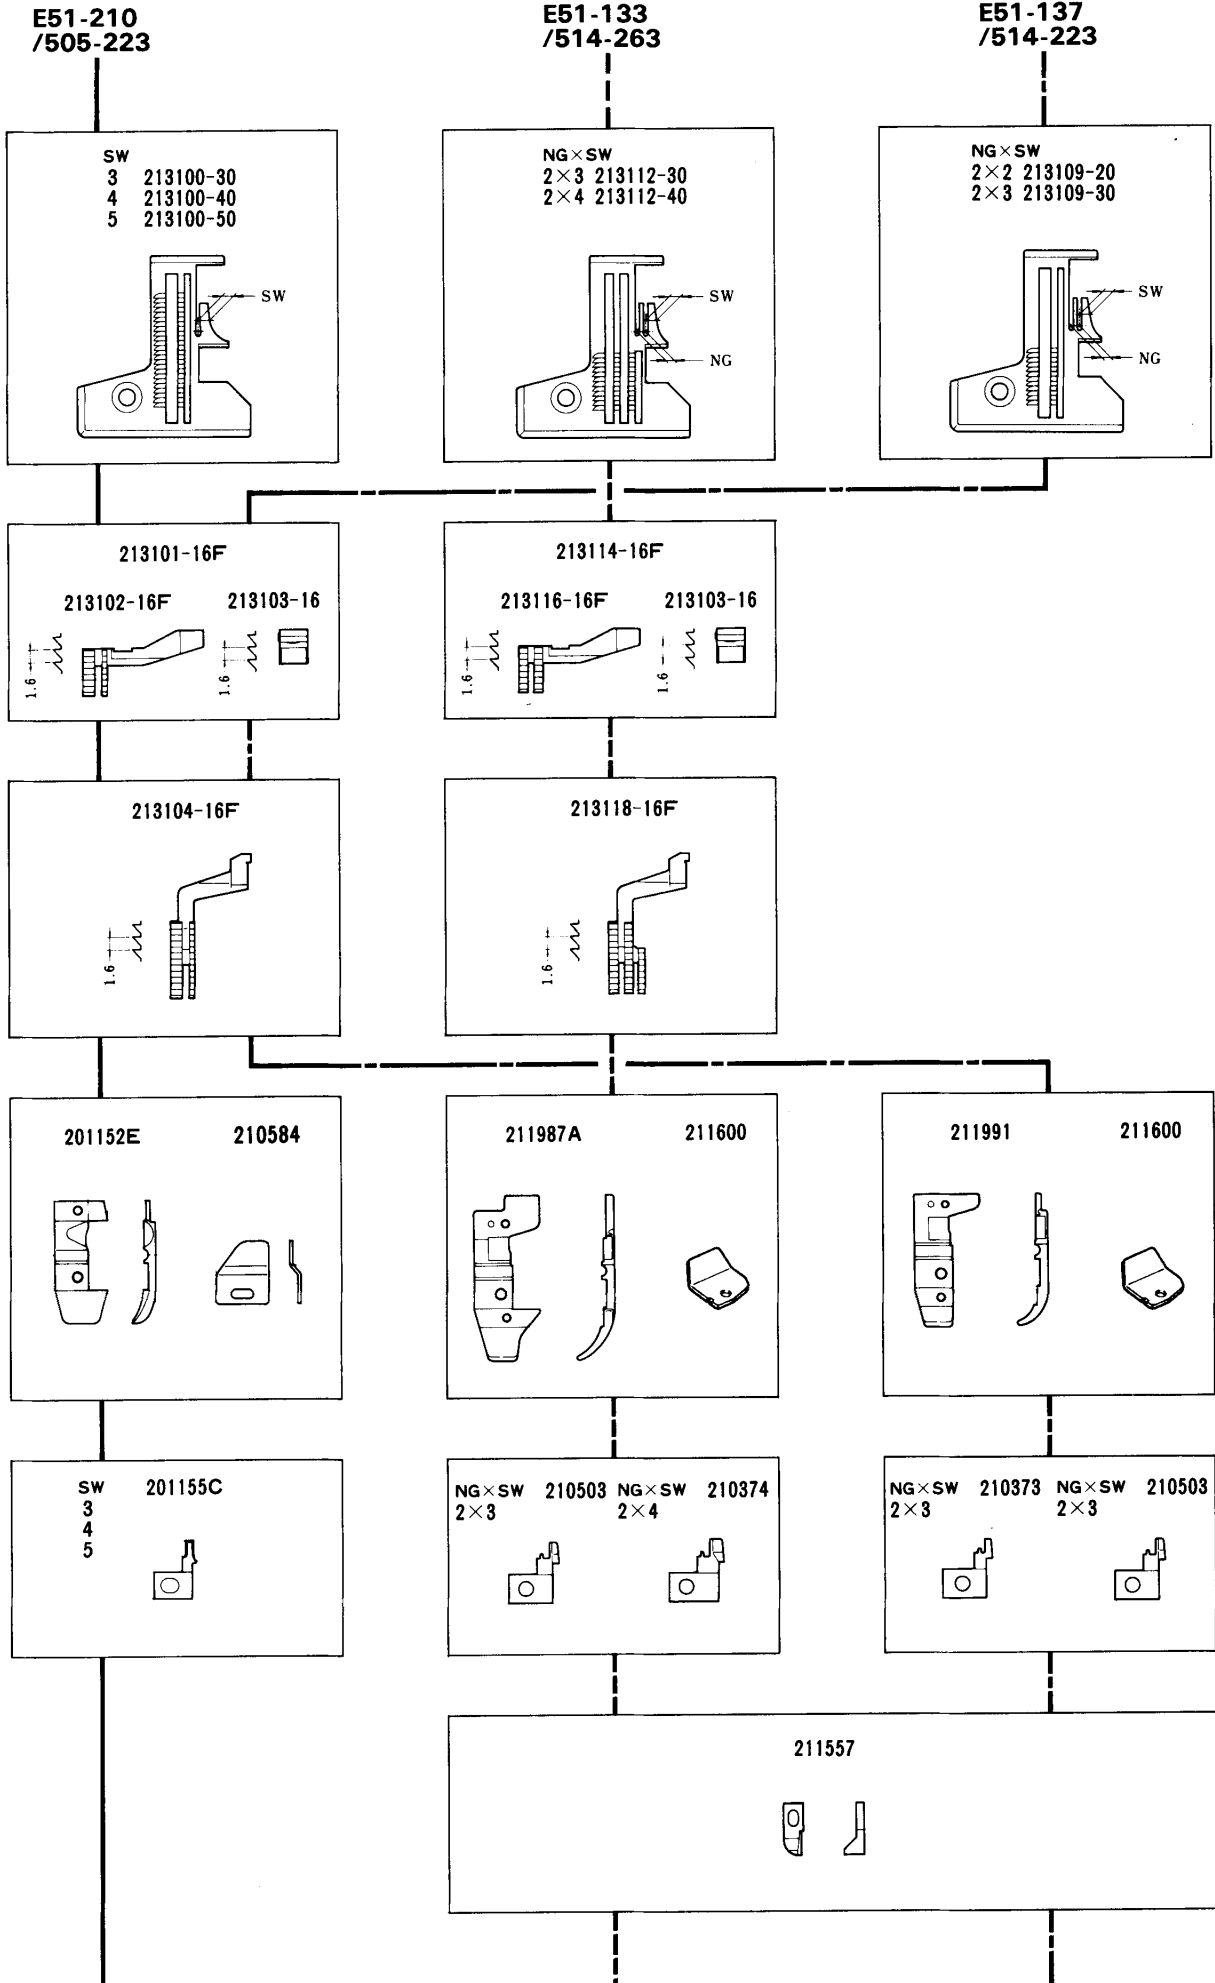 E51-210
/505-223
E51-133
/514-263
E51-137
/514-223
SW
3 213100-30
4 213100-40
5 213100-50
SW
NG×SW
2×3 213112-30
2×4 213112-40
SW
NG
NG×SW
2×2 213109-20
2×3 213109-30
SW
NG
213101-16F
213102-16F 213103-16
1.6 1.6
213114-16F
213116-16F 213103-16
1.6 1.6
213104-16F
1.6
213118-16F
1.6
201152E 210584
211987A 211600
211991 211600
SW 201155C
3
4
5
NG×SW 210503 NG×SW 210374
2×3 2×4
NG×SW 210373 NG×SW 210503
2×3 2×3
211557